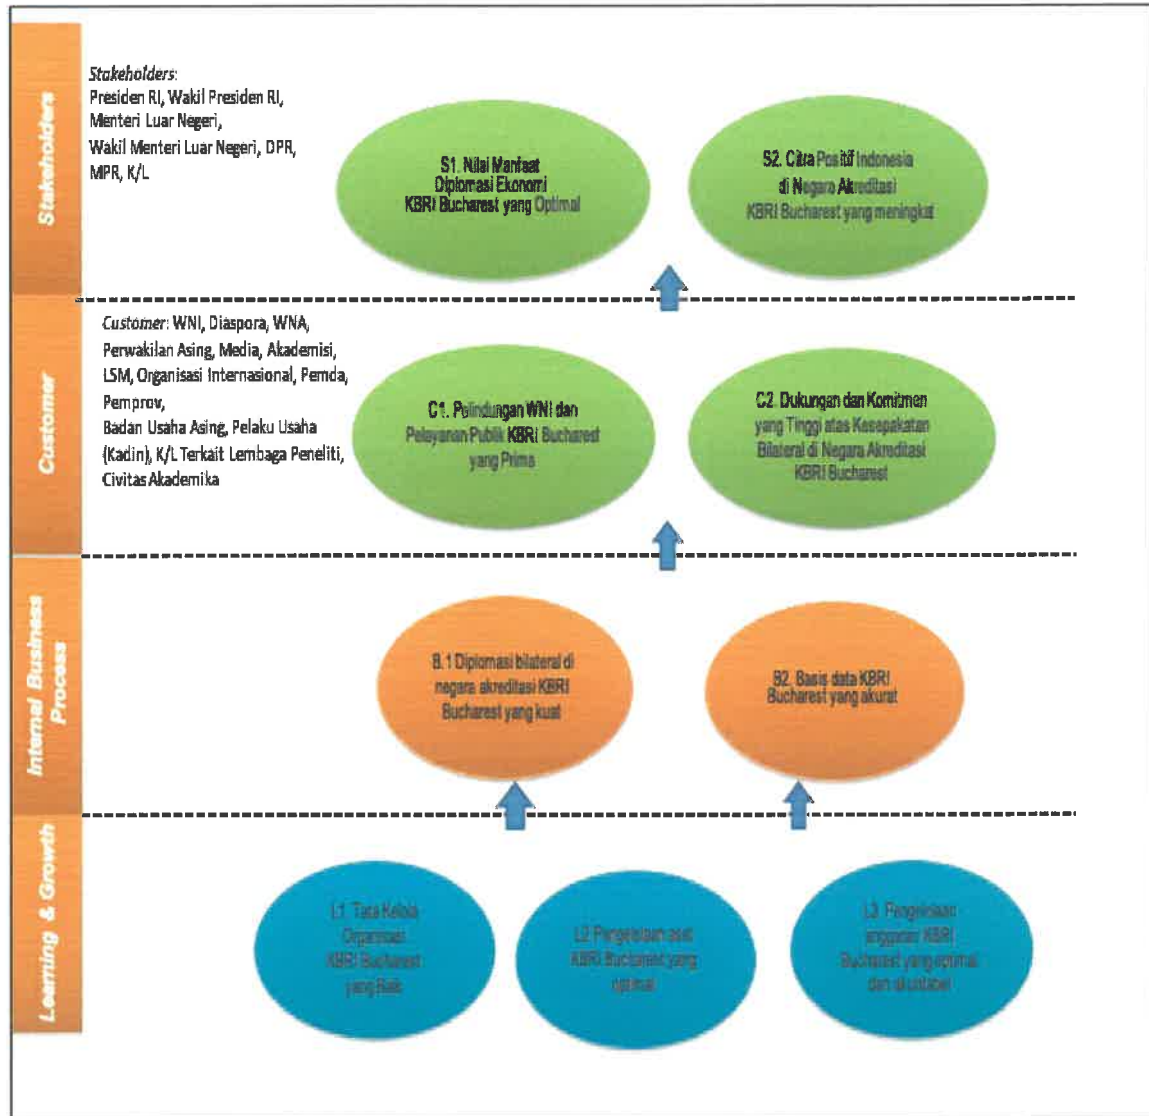 Stakeholders
Stakeholders:
Presiden RI, Wakil Presiden RI,
Menteri Luar Negeri,
Wakil Menteri Luar Negeri, DPR,
MPR, K/L
S1. Nilai Manfaat
Diplomasi Ekonomi
KBRI Bucharest yang Optimal
S2. Citra Positif Indonesia
di Negara Akreditasi
KBRI Bucharest yang meningkat
Customer
Customer: WNI, Diaspora, WNA,
Perwakilan Asing, Media, Akademisi,
LSM, Organisasi Internasional, Pemda,
Pemprov,
Badan Usaha Asing, Pelaku Usaha
(Kadin), K/L Terkait Lembaga Peneliti,
Civitas Akademika
C1. Pelindungan WNI dan
Pelayanan Publik KBRI Bucharest
yang Prima
C2. Dukungan dan Komitmen
yang Tinggi atas Kesepakatan
Bilateral di Negara Akreditasi
KBRI Bucharest
Internal Business
Process
B.1 Diplomasi bilateral di
negara akreditasi KBRI
Bucharest yang kuat
B2. Basis data KBRI
Bucharest yang akurat
Learning & Growth
L1. Tata Kelola
Organisasi
KBRI Bucharest
yang Baik
L2 Pengelolaan aset
KBRI Bucharest yang
optimal
L3. Pengelolaan
anggaran KBRI
Bucharest yang optimal
dan akuntabel